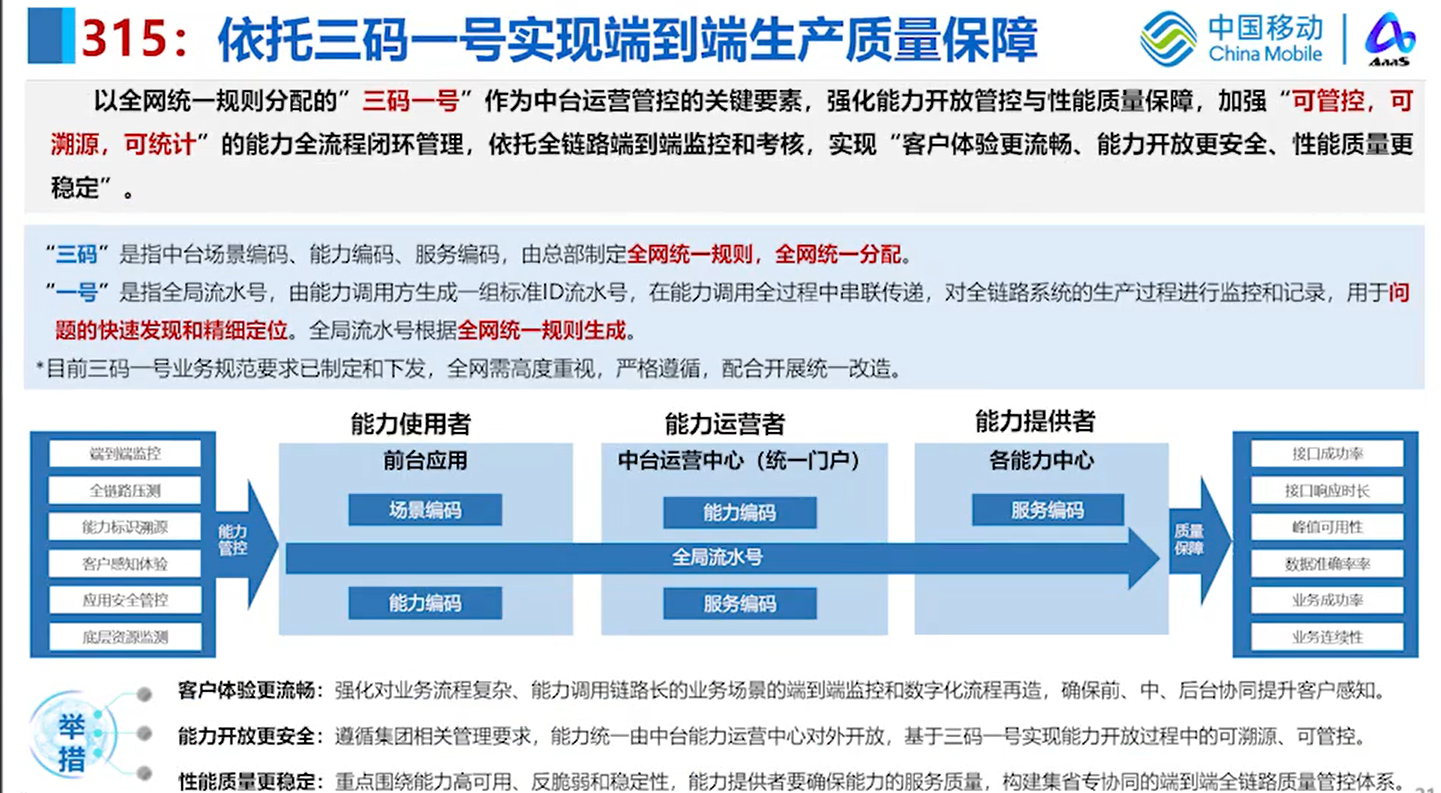 315：依托三码一号实现端到端生产质量保障
中国移动
China Mobile
AaaS
以全网统一规则分配的”三码一号”作为中台运营管控的关键要素，强化能力开放管控与性能质量保障，加强“可管控，可
溯源，可统计”的能力全流程闭环管理，依托全链路端到端监控和考核，实现“客户体验更流畅、能力开放更安全、性能质量更
稳定”。
“三码”是指中台场景编码、能力编码、服务编码，由总部制定全网统一规则，全网统一分配。
“一号”是指全局流水号，由能力调用方生成一组标准ID流水号，在能力调用全过程中串联传递，对全链路系统的生产过程进行监控和记录，用于问
题的快速发现和精细定位。全局流水号根据全网统一规则生成。
*目前三码一号业务规范要求已制定和下发，全网需高度重视，严格遵循，配合开展统一改造。
端到端监控
全链路压测
能力标识溯源
客户感知体验
应用安全管控
底层资源监测
能力
管控
能力使用者
前台应用
场景编码
能力编码
能力运营者
中台运营中心（统一门户）
能力编码
全局流水号
服务编码
能力提供者
各能力中心
服务编码
质量
保障
接口成功率
接口响应时长
峰值可用性
数据准确率率
业务成功率
业务连续性
举
措
客户体验更流畅：强化对业务流程复杂、能力调用链路长的业务场景的端到端监控和数字化流程再造，确保前、中、后台协同提升客户感知。
能力开放更安全：遵循集团相关管理要求，能力统一由中台能力运营中心对外开放，基于三码一号实现能力开放过程中的可溯源、可管控。
性能质量更稳定：重点围绕能力高可用、反脆弱和稳定性，能力提供者要确保能力的服务质量，构建集省专协同的端到端全链路质量管控体系。